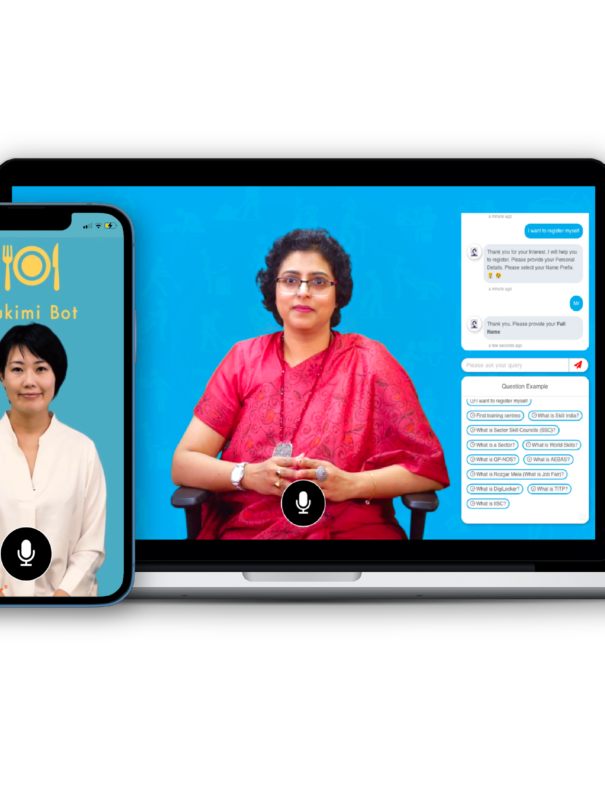 ukimi Bot
a minute ago
I want to register myself
Thank you for your Interest. I will help you
to register. Please provide your Personal
Details. Please select your Name Prefix.
a minute ago
Thank you, Please provide your Full
Name
a few seconds ago
Please ask your query
Question Example
I want to register myself
Find training centres
What is Skill India?
What is Sector Skill Councils (SSC)?
What is a Sector?
What is World Skills?
What is QP-NOS?
What is AEBAS?
What is Rozgar Mela (What is Job Fair)?
What is DigiLocker?
What is TITP?
What is IISC?